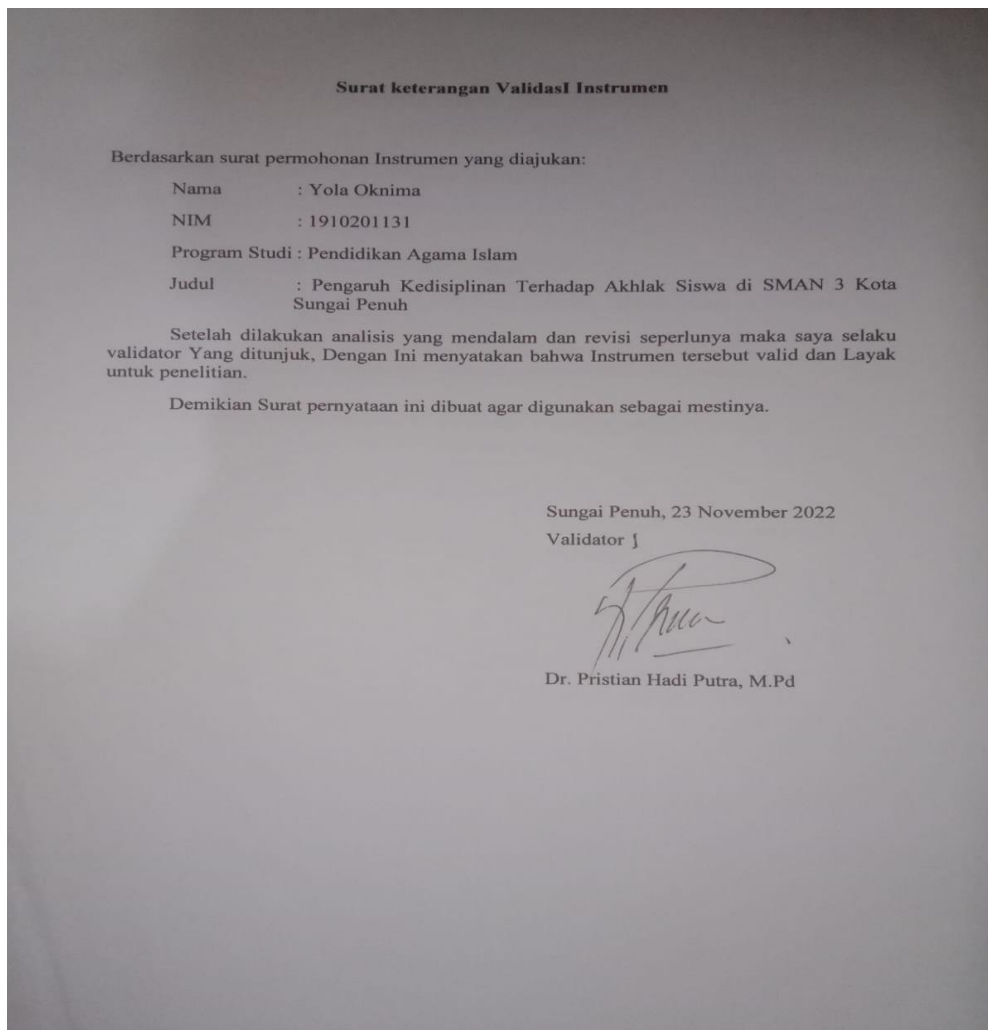 Surat keterangan ValidasI Instrumen
Berdasarkan surat permohonan Instrumen yang diajukan:
Nama : Yola Oknima
NIM : 1910201131
Program Studi : Pendidikan Agama Islam
Judul : Pengaruh Kedisiplinan Terhadap Akhlak Siswa di SMAN 3 Kota
Sungai Penuh
Setelah dilakukan analisis yang mendalam dan revisi seperlunya maka saya selaku
validator Yang ditunjuk, Dengan Ini menyatakan bahwa Instrumen tersebut valid dan Layak
untuk penelitian.
Demikian Surat pernyataan ini dibuat agar digunakan sebagai mestinya.
Sungai Penuh, 23 November 2022
Validator
Dr. Pristian Hadi Putra, M.Pd